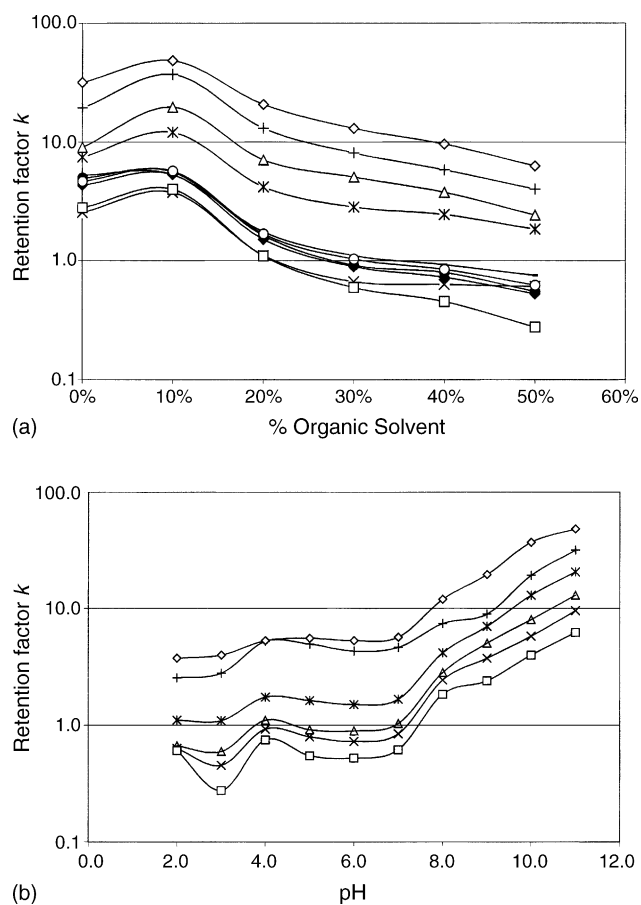 100.0
10.0
1.0
0.1
Retention factor k
0% 10% 20% 30% 40% 50% 60%
% Organic Solvent
(a)
100.0
10.0
1.0
0.1
Retention factor k
0.0 2.0 4.0 6.0 8.0 10.0 12.0
pH
(b)